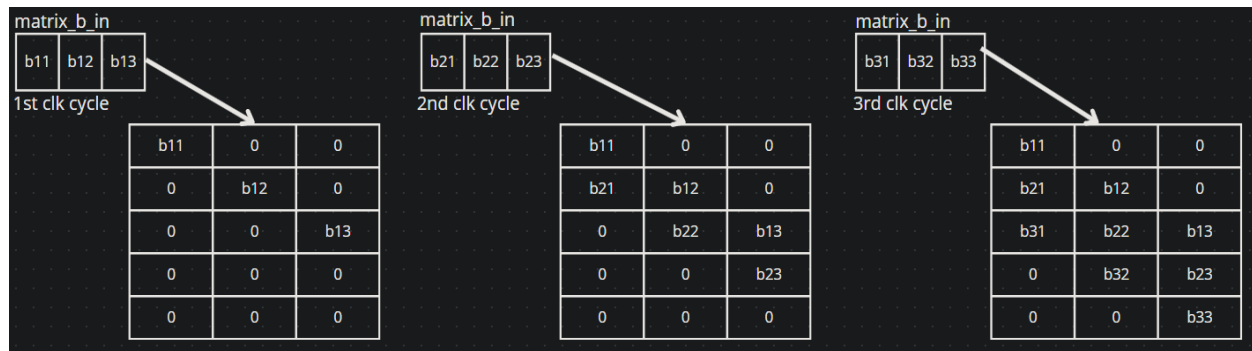 matrix_b_in
b11 b12 b13
1st clk cycle
b11 0 0
0 b12 0
0 0 b13
0 0 0
0 0 0
matrix_b_in
b21 b22 b23
2nd clk cycle
b11 0 0
b21 b12 0
0 b22 b13
0 0 b23
0 0 0
matrix_b_in
b31 b32 b33
3rd clk cycle
b11 0 0
b21 b12 0
b31 b22 b13
0 b32 b23
0 0 b33